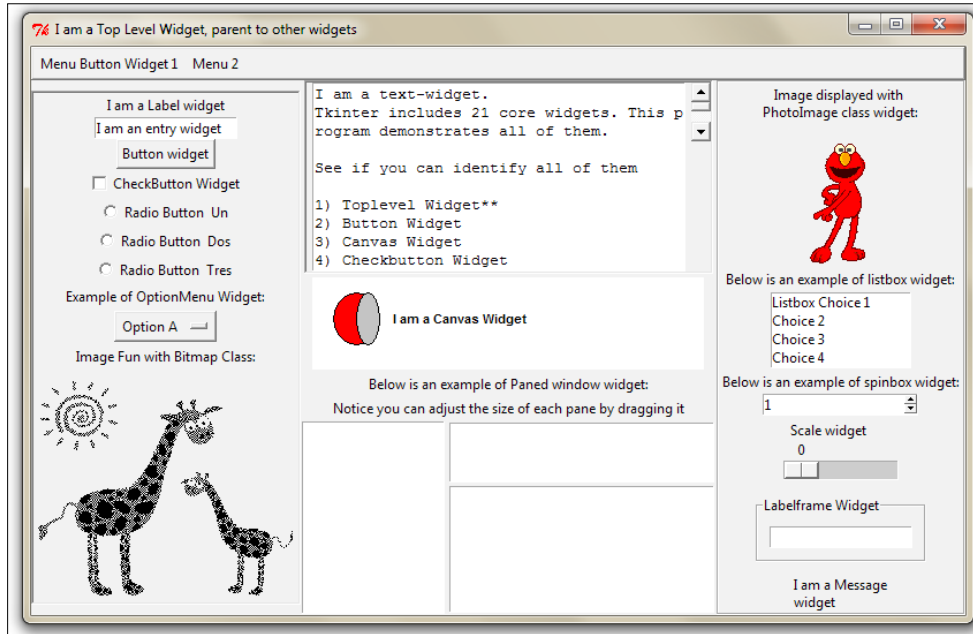 I am a Top Level Widget, parent to other widgets
Menu Button Widget 1 Menu 2
I am a Label widget
I am an entry widget
Button widget
CheckButton Widget
Radio Button Un
Radio Button Dos
Radio Button Tres
Example of OptionMenu Widget:
Option A
Image Fun with Bitmap Class:
I am a text-widget.
Tkinter includes 21 core widgets. This p
rogram demonstrates all of them.
See if you can identify all of them
1) Toplevel Widget**
2) Button Widget
3) Canvas Widget
4) Checkbutton Widget
I am a Canvas Widget
Below is an example of Paned window widget:
Notice you can adjust the size of each pane by dragging it
Image displayed with
PhotoImage class widget:
Below is an example of listbox widget:
Listbox Choice 1
Choice 2
Choice 3
Choice 4
Below is an example of spinbox widget:
1
Scale widget
0
Labelframe Widget
I am a Message
widget